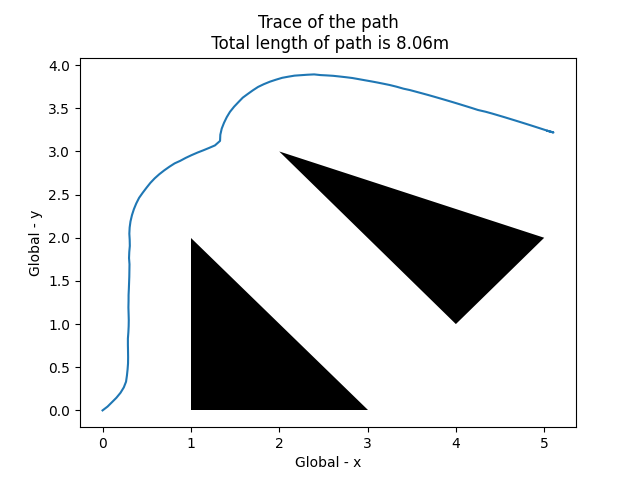 Trace of the path
Total length of path is 8.06m
4.0
3.5
3.0
2.5
2.0
1.5
1.0
0.5
0.0
Global - y
0 1 2 3 4 5
Global - x